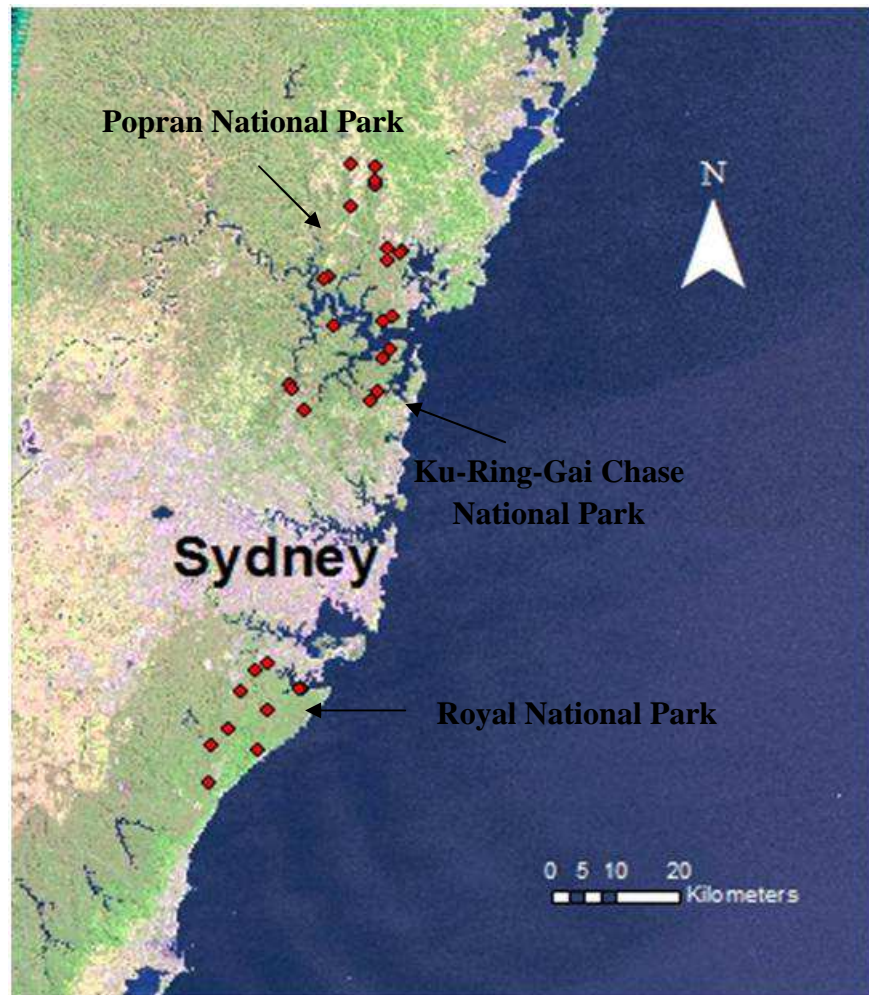 Popran National Park
N
Ku-Ring-Gai Chase
National Park
Sydney
Royal National Park
0 5 10 20
Kilometers